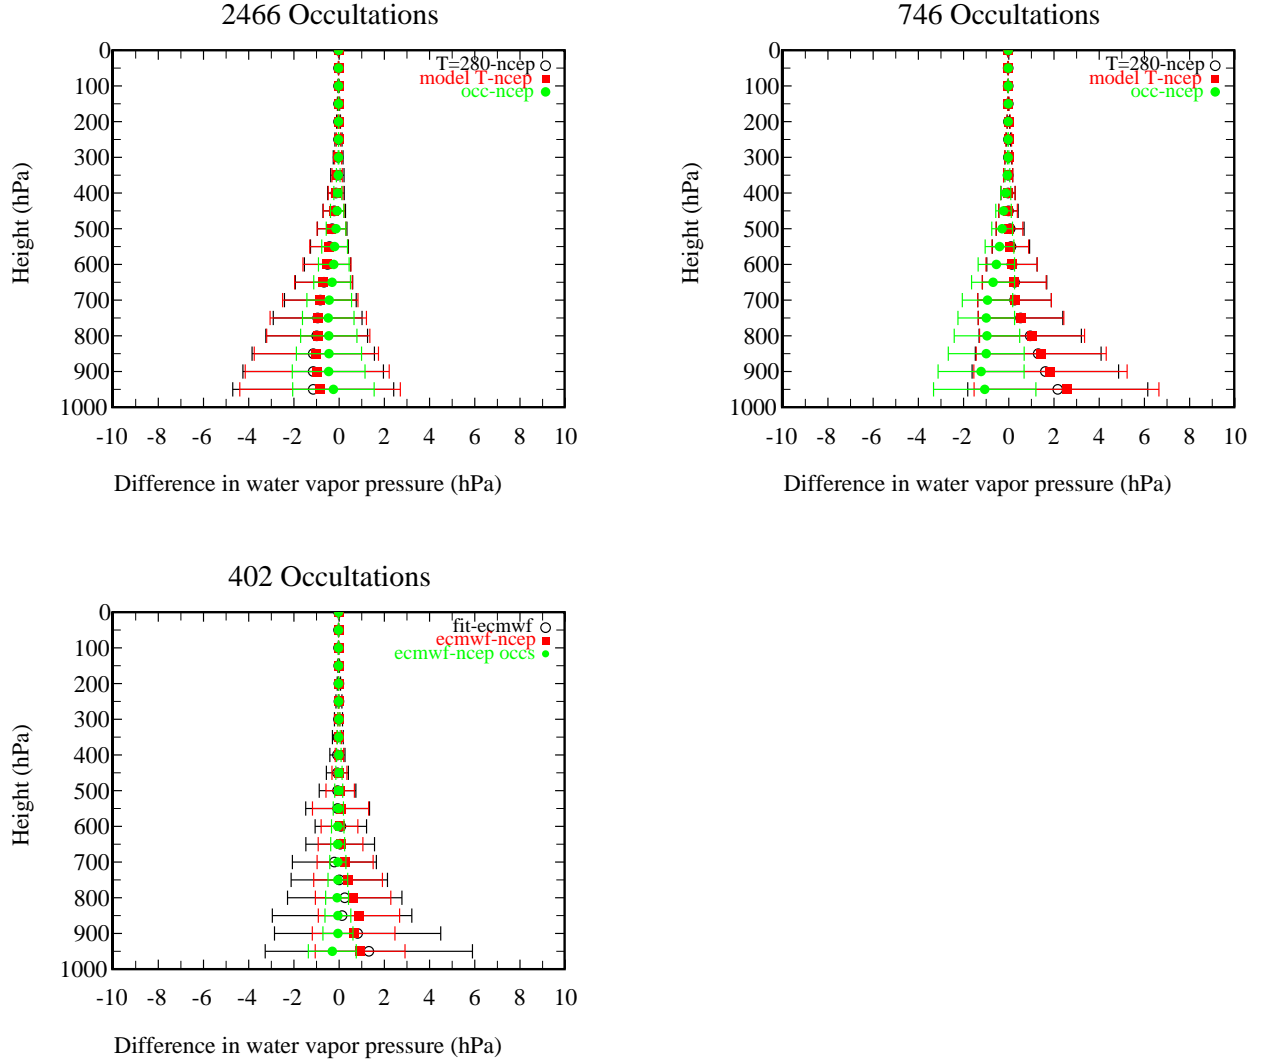 2466 Occultations
T=280-ncep
model T-ncep
occ-ncep
0
100
200
300
400
500
600
700
800
900
1000
-10 -8 -6 -4 -2 0 2 4 6 8 10
Height (hPa)
Difference in water vapor pressure (hPa)
746 Occultations
T=280-ncep
model T-ncep
occ-ncep
0
100
200
300
400
500
600
700
800
900
1000
-10 -8 -6 -4 -2 0 2 4 6 8 10
Height (hPa)
Difference in water vapor pressure (hPa)
402 Occultations
fit-ecmwf
ecmwf-ncep
ecmwf-ncep occs
0
100
200
300
400
500
600
700
800
900
1000
-10 -8 -6 -4 -2 0 2 4 6 8 10
Height (hPa)
Difference in water vapor pressure (hPa)